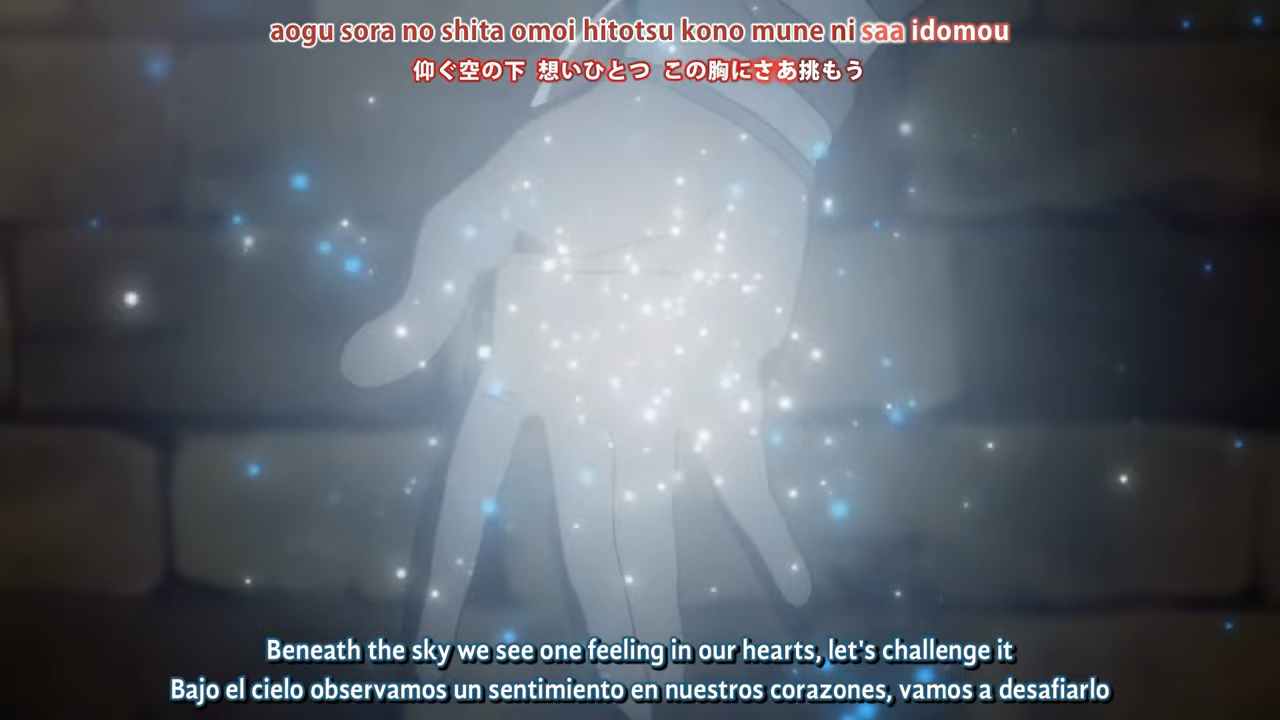 aogu sora no shita omoi hitotsu kono mune ni saa idomou
仰ぐ空の下 想いひとつ この胸にさあ挑もう
Beneath the sky we see one feeling in our hearts, let's challenge it
Bajo el cielo observamos un sentimiento en nuestros corazones, vamos a desafiarlo